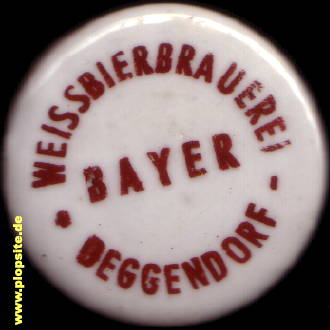 WEISSBIERBRAUEREI
BAYER
• DEGGENDORF -
www.plopsite.de